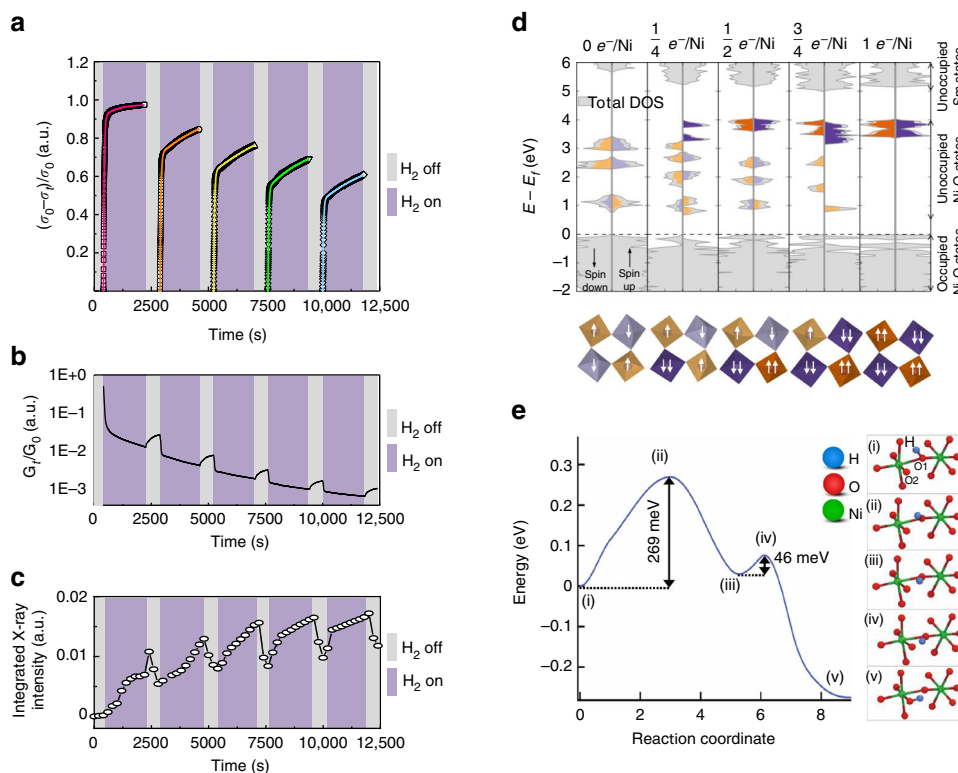 a
1.2
1.0
0.8
0.6
0.4
0.2
(σ0–σt)/σ0 (a.u.)
0 2500 5000 7500 10,000 12,500
Time (s)
H2 off
H2 on
b
1E+0
1E–1
1E–2
1E–3
Gt/G0 (a.u.)
0 2500 5000 7500 10,000 12,500
Time (s)
H2 off
H2 on
c
0.02
0.01
0
Integrated X-ray
intensity (a.u.)
0 2500 5000 7500 10,000 12,500
Time (s)
H2 off
H2 on
d
0 e–/Ni 1/4 e–/Ni 1/2 e–/Ni 3/4 e–/Ni 1 e–/Ni
6
5
4
3
2
1
0
–1
–2
E – Ef (eV)
Total DOS
Spin down
Spin up
Unoccupied
Sm states
Unoccupied
Ni-O states
Occupied
Ni-O states
e
0.3
0.2
0.1
0
–0.1
–0.2
Energy (eV)
(i)
(ii)
(iii)
(iv)
(v)
269 meV
46 meV
0 2 4 6 8
Reaction coordinate
H
O
Ni
(i)
H
O1
O2
(ii)
(iii)
(iv)
(v)